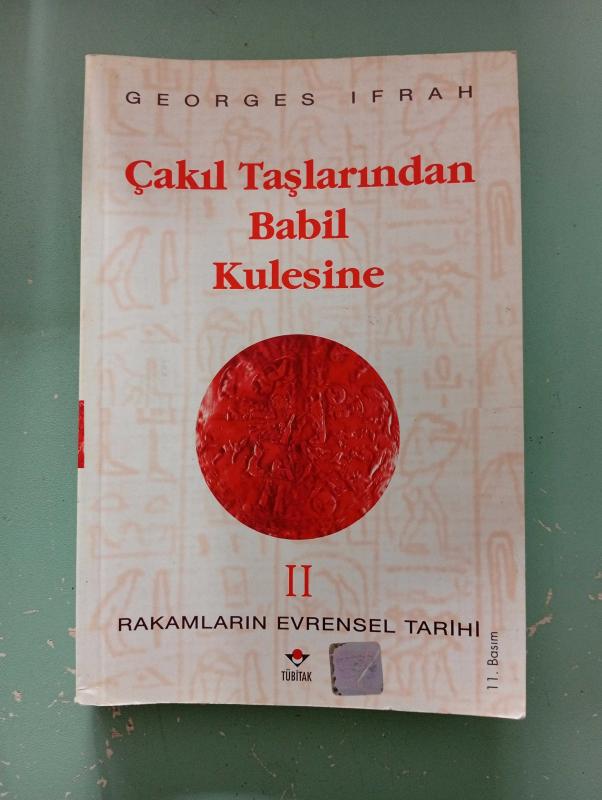 GEORGES IFRAH
Çakıl Taşlarından
Babil
Kulesine
II
RAKAMLARIN EVRENSEL TARİHİ
TÜBİTAK
11. Basım